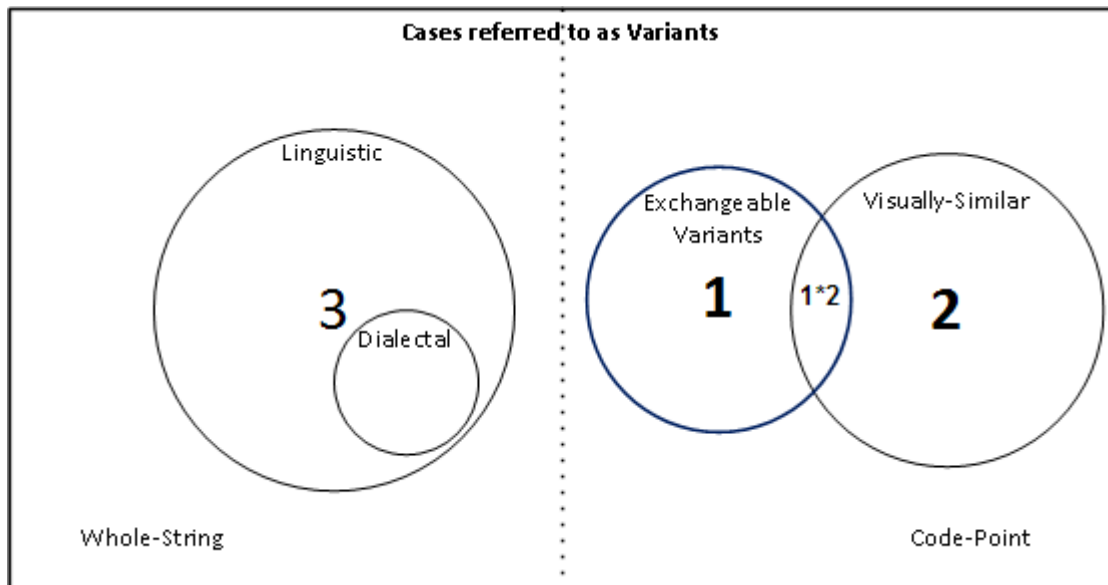 Cases referred to as Variants
Linguistic
3
Dialectal
Exchangeable
Variants
1
1*2
Visually-Similar
2
Whole-String
Code-Point